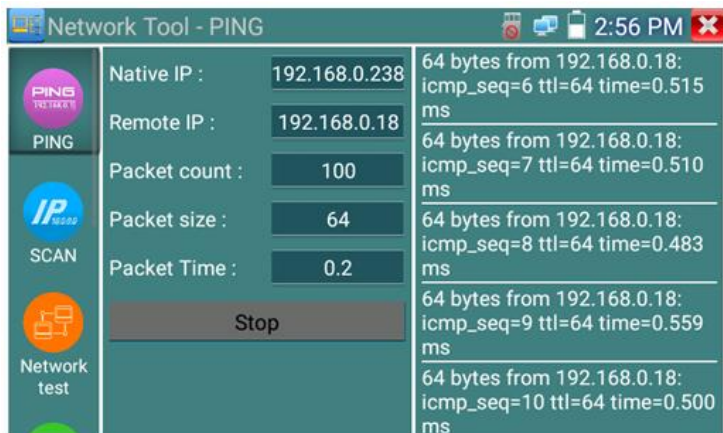 Network Tool - PING
2:56 PM
PING
PING
SCAN
Network
test
Native IP :
192.168.0.238
Remote IP :
192.168.0.18
Packet count :
100
Packet size :
64
Packet Time :
0.2
Stop
64 bytes from 192.168.0.18:
icmp_seq=6 ttl=64 time=0.515
ms
64 bytes from 192.168.0.18:
icmp_seq=7 ttl=64 time=0.510
ms
64 bytes from 192.168.0.18:
icmp_seq=8 ttl=64 time=0.483
ms
64 bytes from 192.168.0.18:
icmp_seq=9 ttl=64 time=0.559
ms
64 bytes from 192.168.0.18:
icmp_seq=10 ttl=64 time=0.500
ms